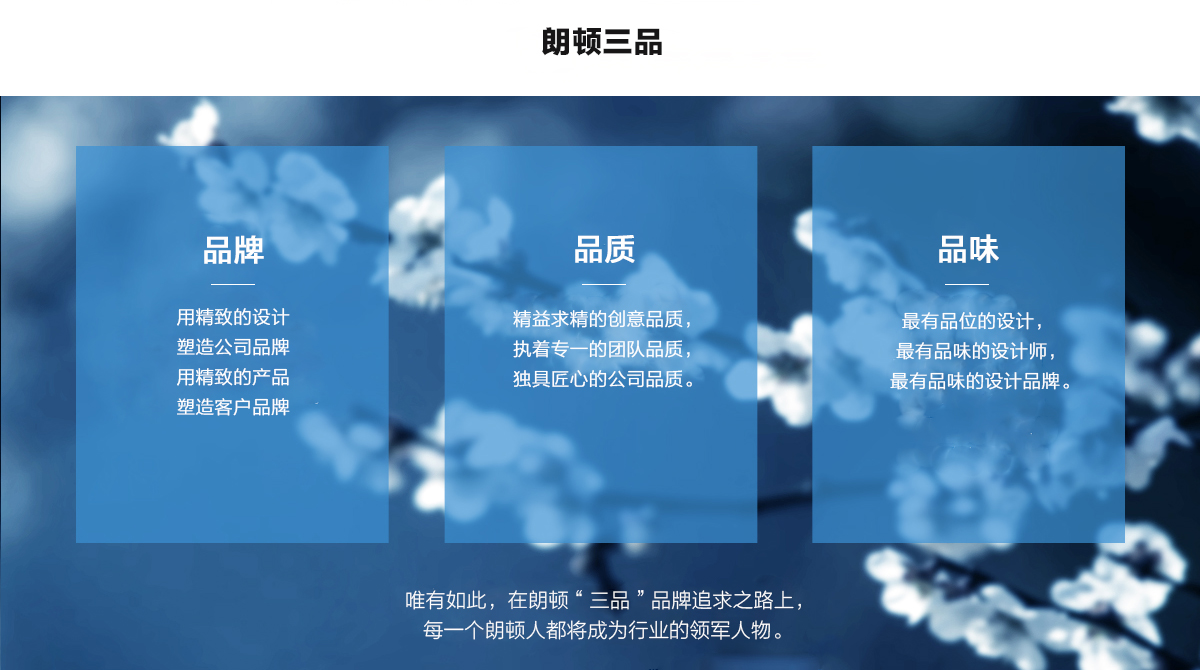 朗顿三品
品牌
用精致的设计
塑造公司品牌
用精致的产品
塑造客户品牌
品质
精益求精的创意品质，
执着专一的团队品质，
独具匠心的公司品质。
品味
最有品位的设计，
最有品味的设计师，
最有品味的设计品牌。
唯有如此，在朗顿“三品”品牌追求之路上，
每一个朗顿人都将成为行业的领军人物。